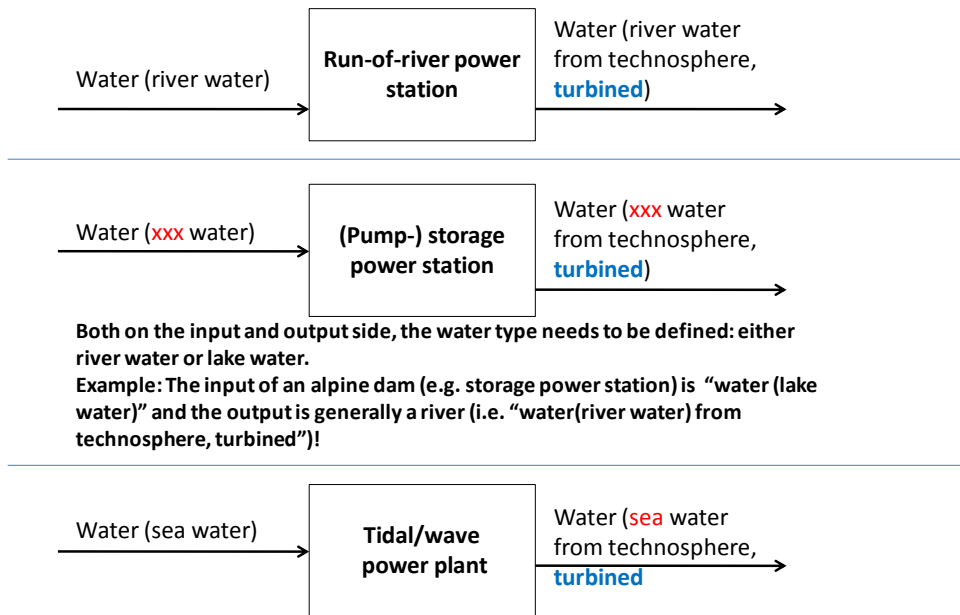 Water (river water)
Run-of-river power
station
Water (river water
from technosphere,
turbined)
Water (xxx water)
(Pump-) storage
power station
Water (xxx water
from technosphere,
turbined)
Both on the input and output side, the water type needs to be defined: either
river water or lake water.
Example: The input of an alpine dam (e.g. storage power station) is “water (lake
water)” and the output is generally a river (i.e. “water(river water) from
technosphere, turbined”)!
Water (sea water)
Tidal/wave
power plant
Water (sea water
from technosphere,
turbined